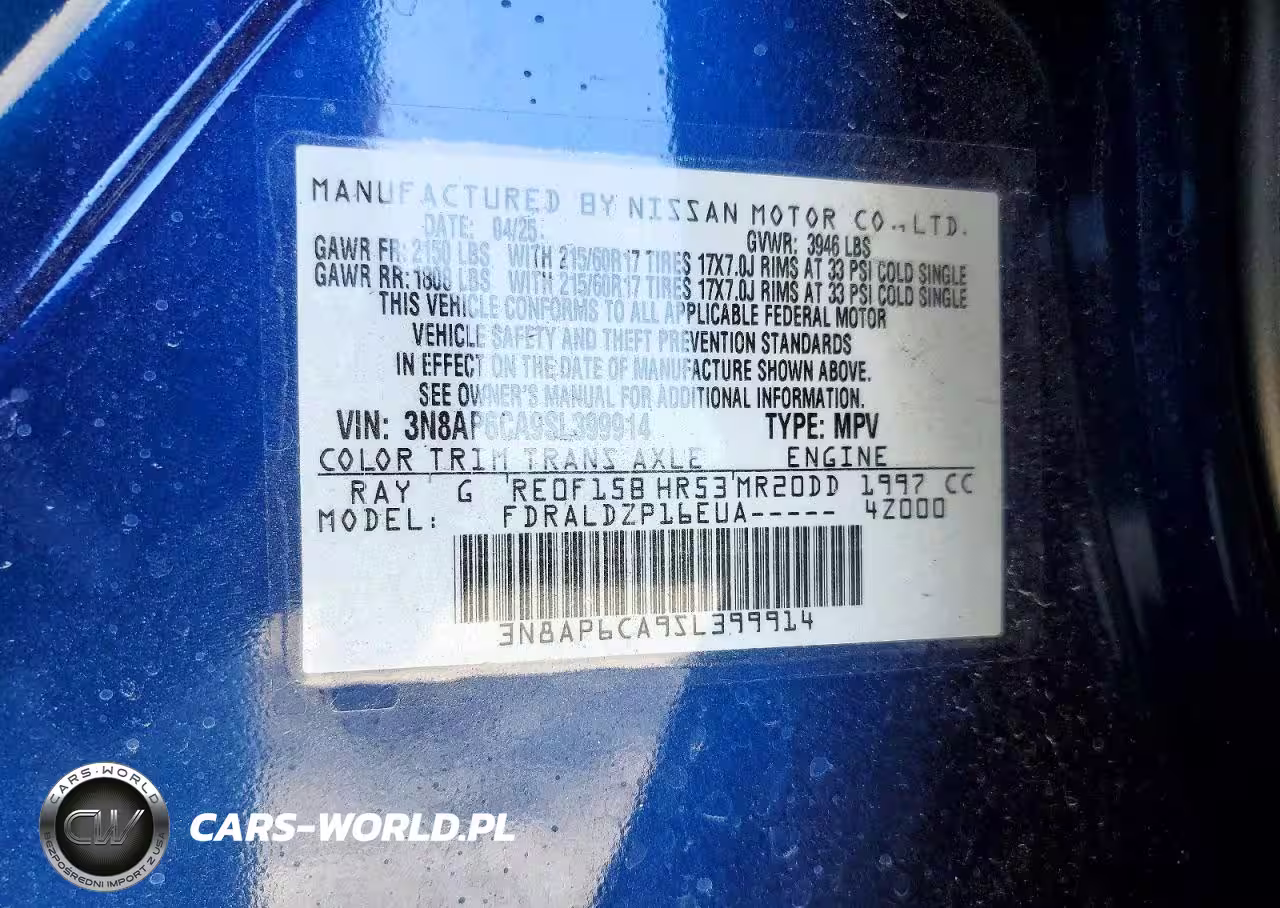 MANUFACTURED BY NISSAN MOTOR CO.,LTD.
DATE: 04/25 GVWR: 3946 LBS
GAWR FR: 2150 LBS WITH 215/60R17 TIRES 17X7.0J RIMS AT 33 PSI COLD SINGLE
GAWR RR: 1808 LBS WITH 215/60R17 TIRES 17X7.0J RIMS AT 33 PSI COLD SINGLE
THIS VEHICLE CONFORMS TO ALL APPLICABLE FEDERAL MOTOR
VEHICLE SAFETY AND THEFT PREVENTION STANDARDS
IN EFFECT ON THE DATE OF MANUFACTURE SHOWN ABOVE.
SEE OWNER'S MANUAL FOR ADDITIONAL INFORMATION.
VIN: 3N8AP6CA9SL399914 TYPE: MPV
COLOR TRIM TRANS AXLE ENGINE
RAY G RE0F15B HR53 MR20DD 1997 CC
MODEL: FDRALDZP16EUA----- 4Z000
3N8AP6CA9SL399914
CARS-WORLD
CW
BEZPOŚREDNI IMPORT Z USA
CARS-WORLD.PL